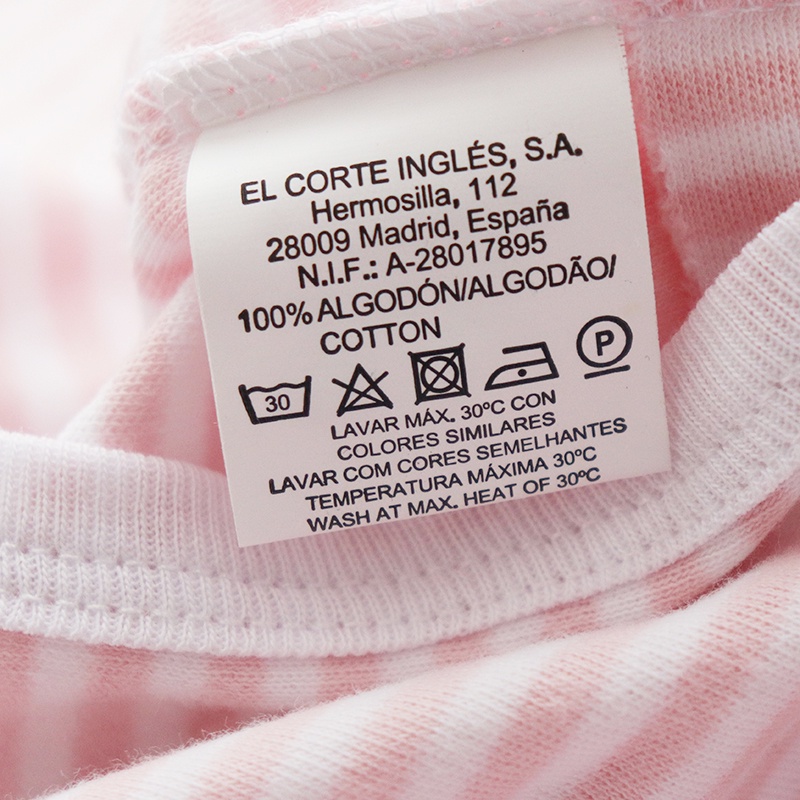 EL CORTE INGLÉS, S.A.
Hermosilla, 112
28009 Madrid, España
N.I.F.: A-28017895
100% ALGODÓN/ALGODÃO/
COTTON
30
P
LAVAR MÁX. 30ºC CON
COLORES SIMILARES
LAVAR COM CORES SEMELHANTES
TEMPERATURA MÁXIMA 30ºC
WASH AT MAX. HEAT OF 30ºC